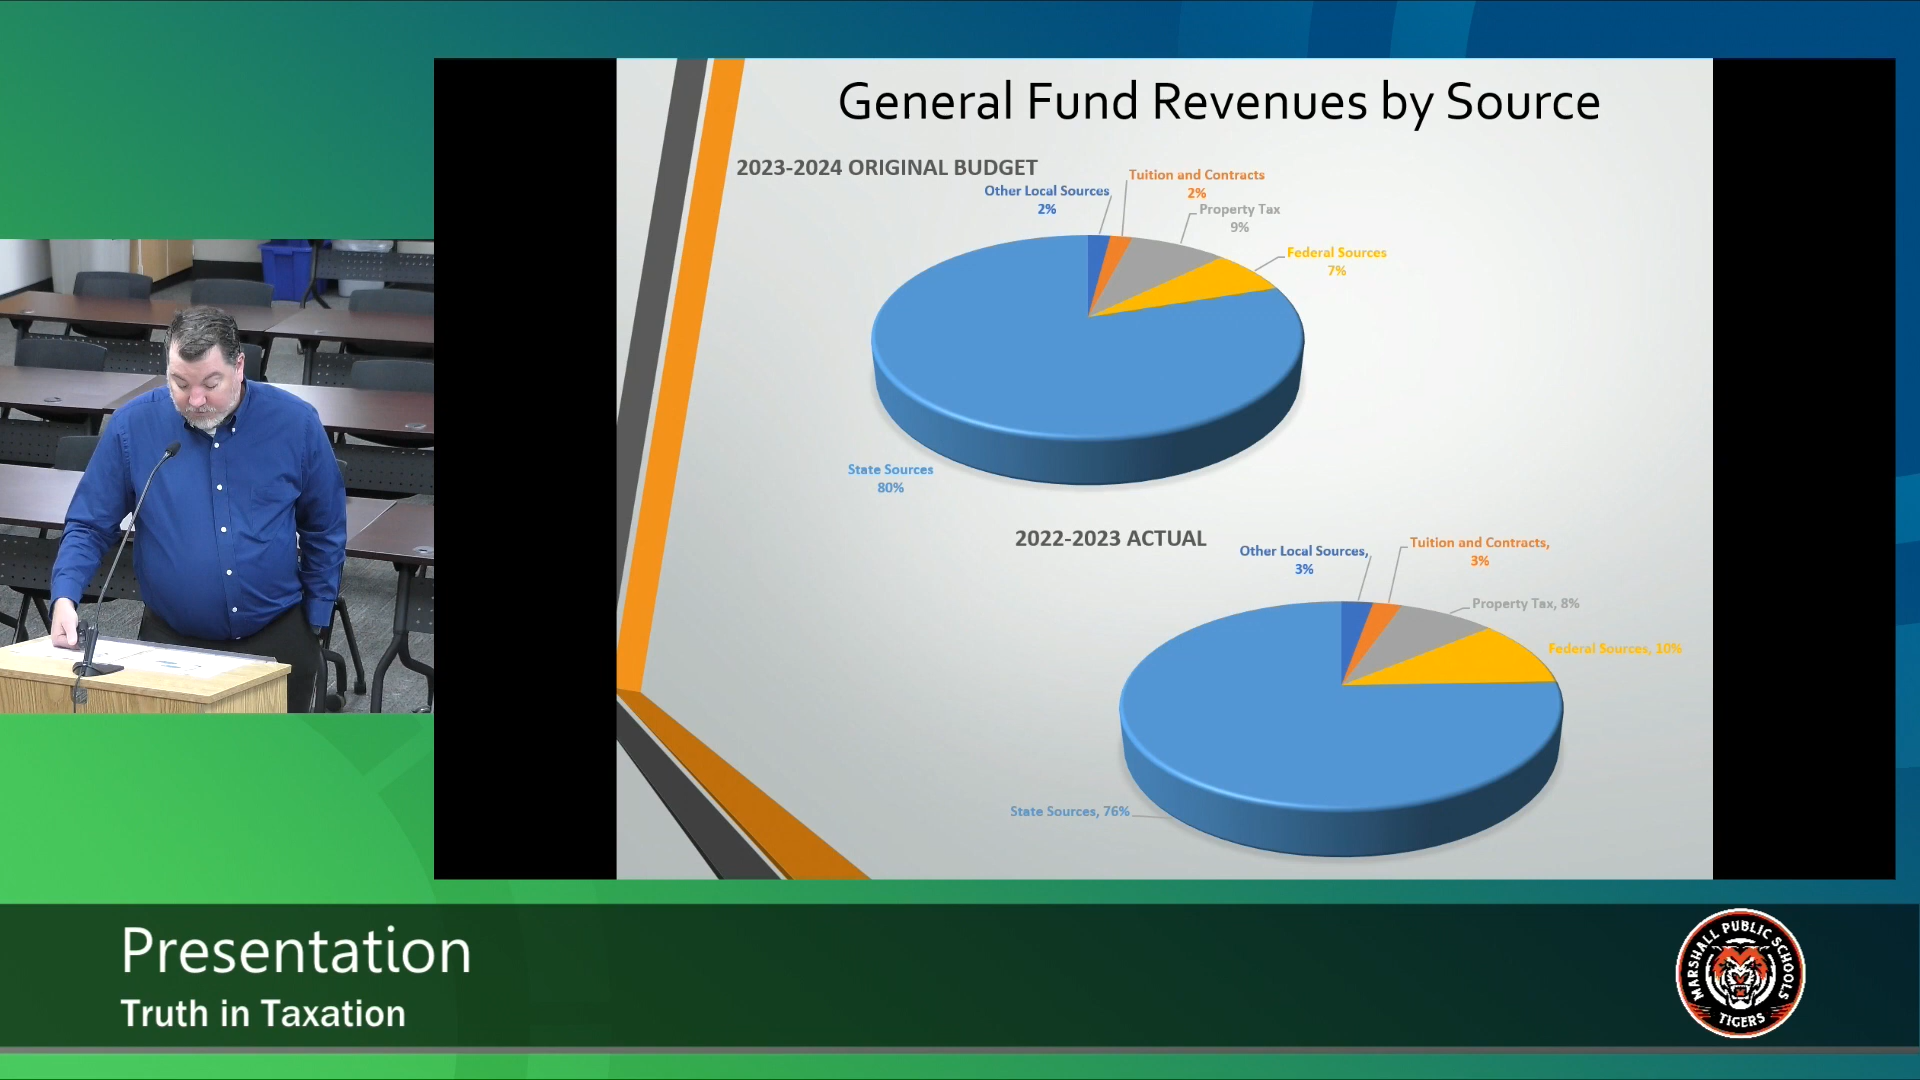 General Fund Revenues by Source
2023-2024 ORIGINAL BUDGET
Other Local Sources
2%
Tuition and Contracts
2%
Property Tax
9%
Federal Sources
7%
State Sources
80%
2022-2023 ACTUAL
Other Local Sources,
3%
Tuition and Contracts,
3%
Property Tax, 8%
Federal Sources, 10%
State Sources, 76%
Presentation
Truth in Taxation
MARSHALL PUBLIC SCHOOLS
TIGERS